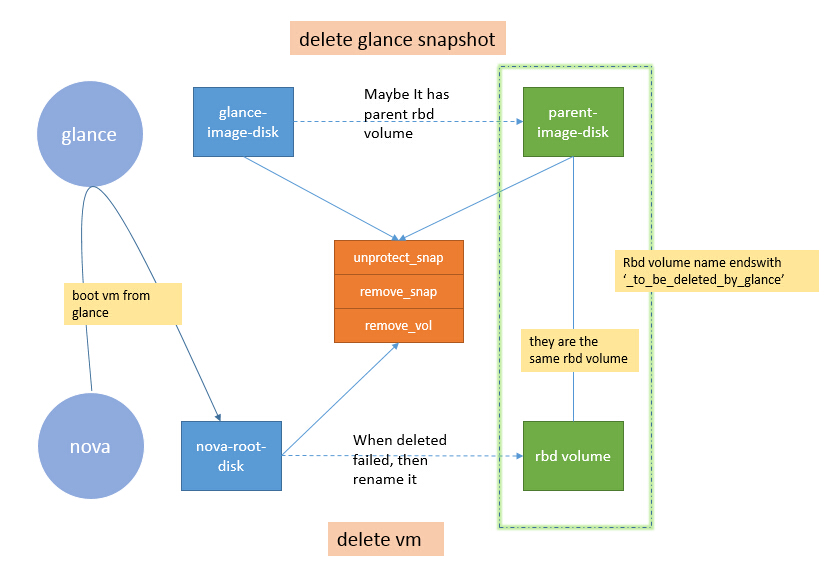 delete glance snapshot
glance
glance-
image-disk
Maybe It has
parent rbd
volume
parent-
image-disk
unprotect_snap
remove_snap
remove_vol
Rbd volume name endswith
‘_to_be_deleted_by_glance’
boot vm from
glance
they are the
same rbd volume
nova
nova-root-
disk
When deleted
failed, then
rename it
rbd volume
delete vm